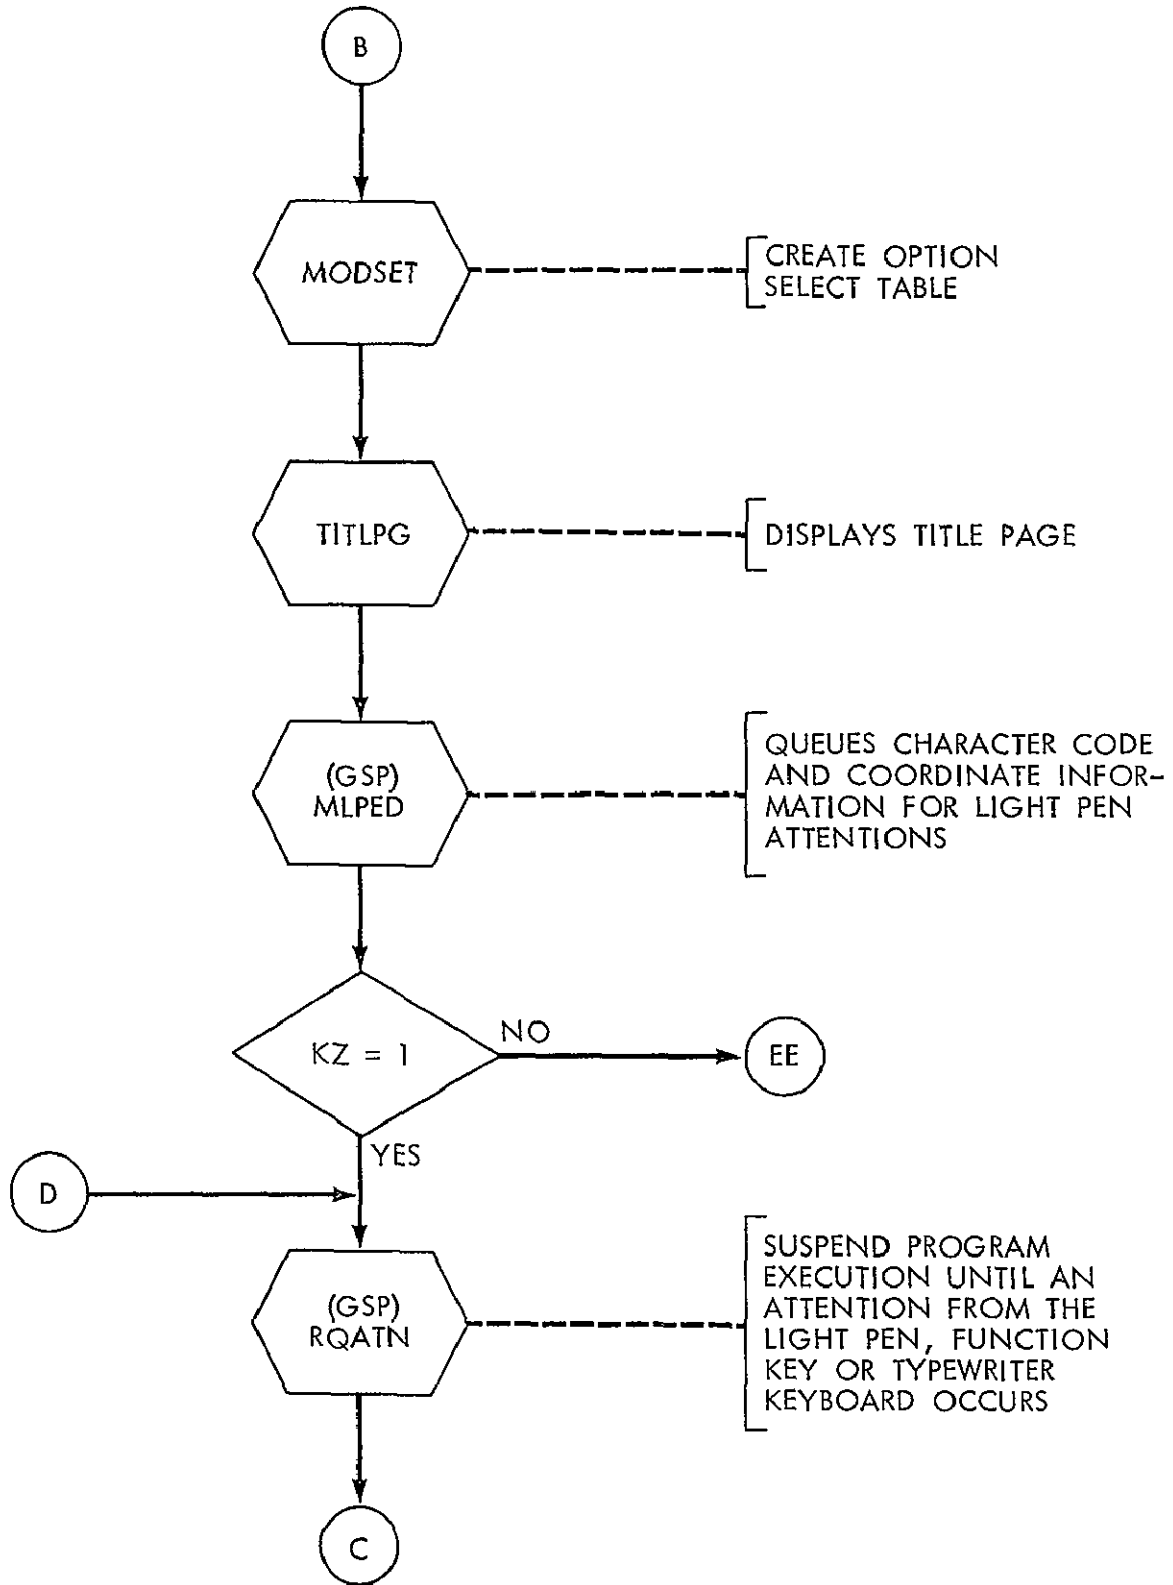 B
MODSET
CREATE OPTION
SELECT TABLE
TITLPG
DISPLAYS TITLE PAGE
(GSP)
MLPED
QUEUES CHARACTER CODE
AND COORDINATE INFOR-
MATION FOR LIGHT PEN
ATTENTIONS
KZ = 1
NO
EE
YES
D
(GSP)
RQATN
SUSPEND PROGRAM
EXECUTION UNTIL AN
ATTENTION FROM THE
LIGHT PEN, FUNCTION
KEY OR TYPEWRITER
KEYBOARD OCCURS
C